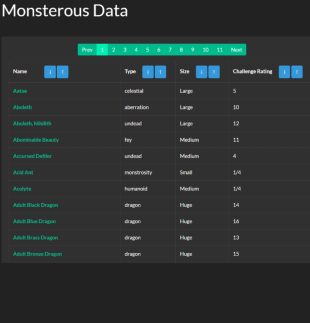 Monsterous Data
Prev 1 2 3 4 5 6 7 8 9 10 11 Next
Name ↓ ↑ Type ↓ ↑ Size ↓ ↑ Challenge Rating ↓ ↑
Aatxe celestial Large 5
Aboleth aberration Large 10
Aboleth, Nihilith undead Large 12
Abominable Beauty fey Medium 11
Accursed Defiler undead Medium 4
Acid Ant monstrosity Small 1/4
Acolyte humanoid Medium 1/4
Adult Black Dragon dragon Huge 14
Adult Blue Dragon dragon Huge 16
Adult Brass Dragon dragon Huge 13
Adult Bronze Dragon dragon Huge 15